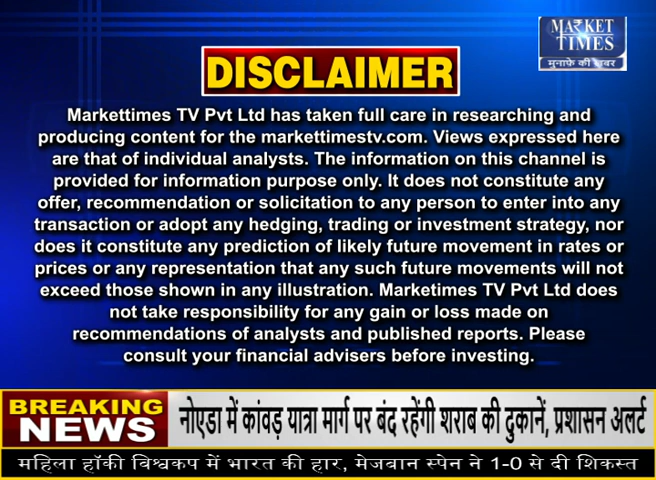 MARKET
TIMES
मुनाफे की खबर
DISCLAIMER
Markettimes TV Pvt Ltd has taken full care in researching and
producing content for the markettimestv.com. Views expressed here
are that of individual analysts. The information on this channel is
provided for information purpose only. It does not constitute any
offer, recommendation or solicitation to any person to enter into any
transaction or adopt any hedging, trading or investment strategy, nor
does it constitute any prediction of likely future movement in rates or
prices or any representation that any such future movements will not
exceed those shown in any illustration. Marketimes TV Pvt Ltd does
not take responsibility for any gain or loss made on
recommendations of analysts and published reports. Please
consult your financial advisers before investing.
BREAKING
NEWS
नोएडा में कांवड़ यात्रा मार्ग पर बंद रहेंगी शराब की दुकानें, प्रशासन अलर्ट
महिला हॉकी विश्वकप में भारत की हार, मेजबान स्पेन ने 1-0 से दी शिकस्त